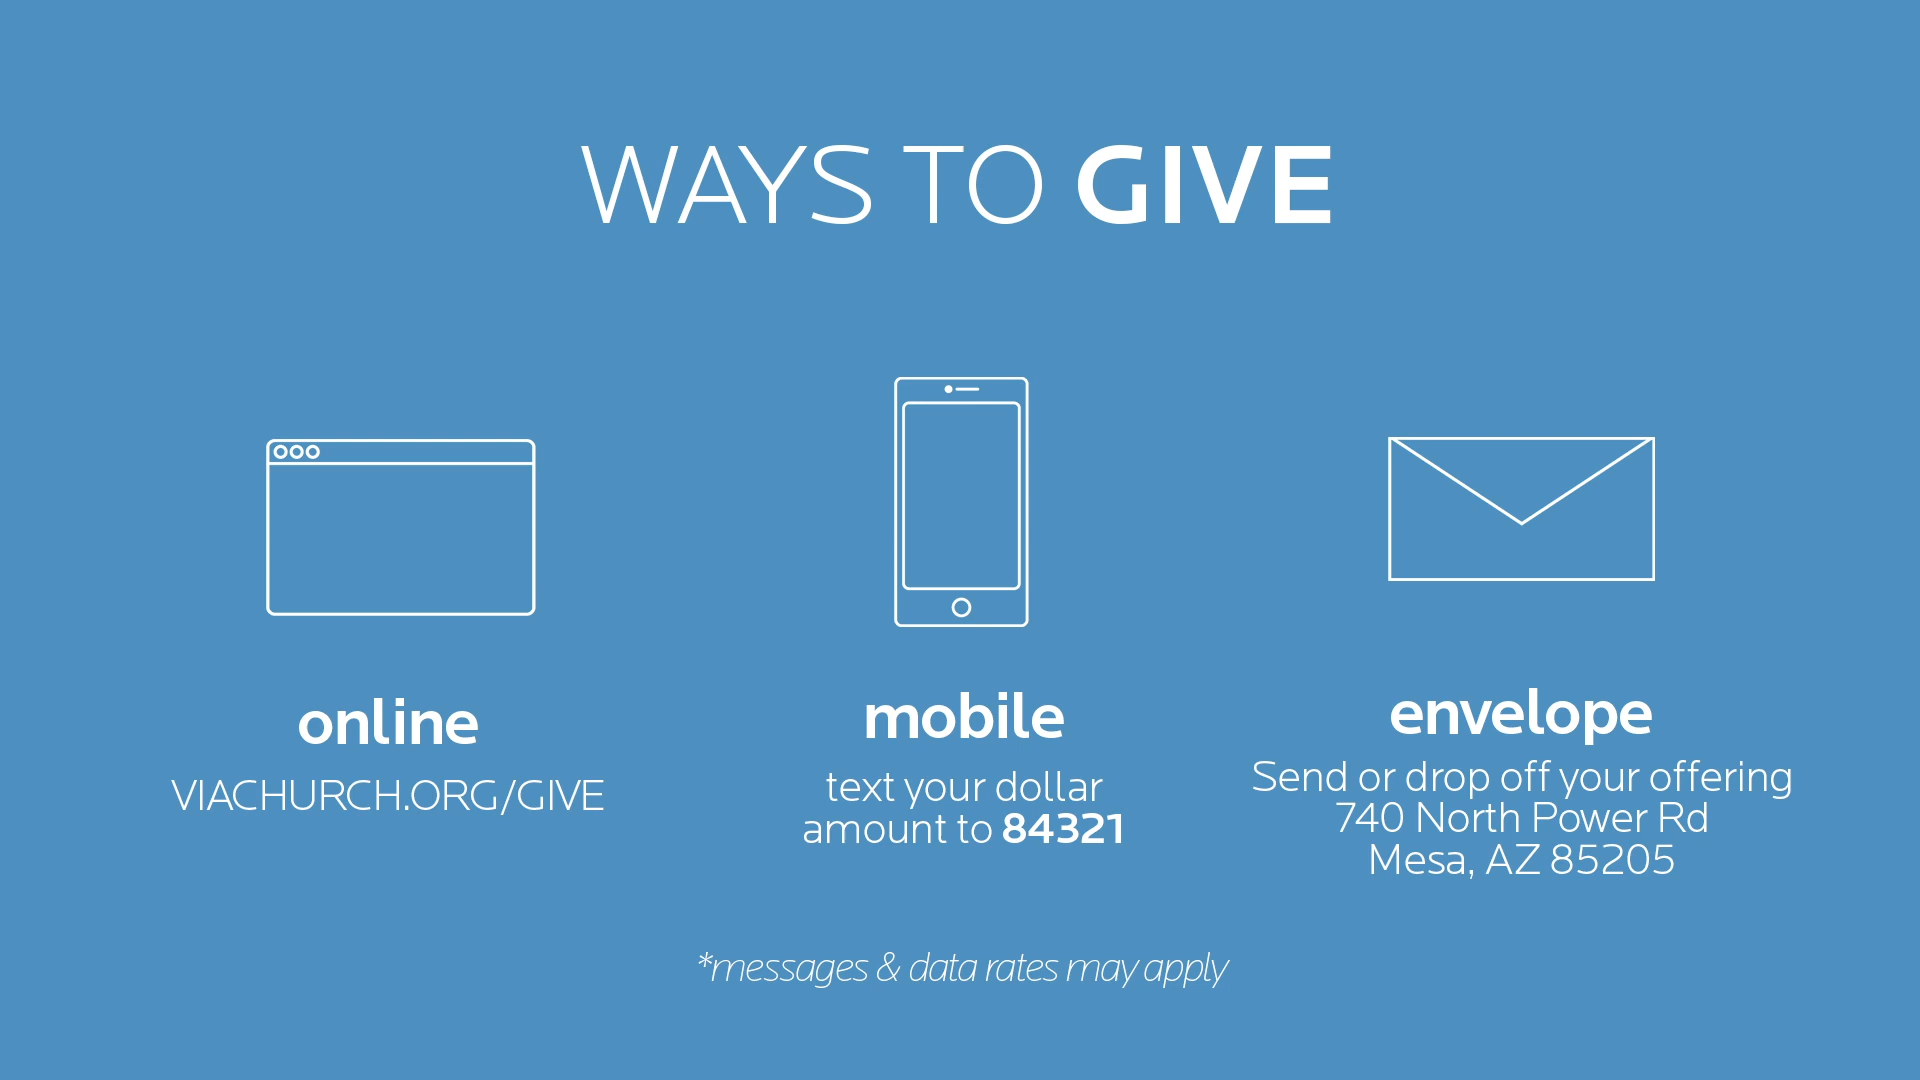 WAYS TO GIVE
online
VIACHURCH.ORG/GIVE
mobile
text your dollar
amount to 84321
envelope
Send or drop off your offering
740 North Power Rd
Mesa, AZ 85205
*messages & data rates may apply